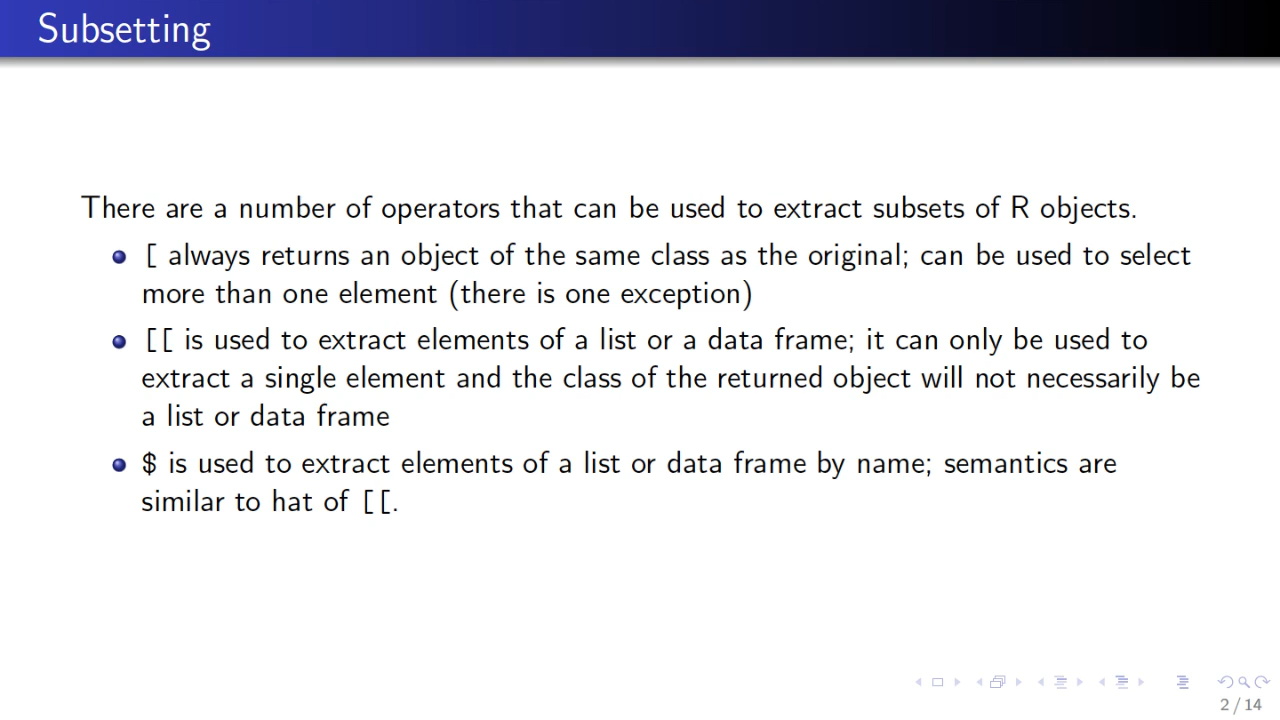 Subsetting
There are a number of operators that can be used to extract subsets of R objects.
[ always returns an object of the same class as the original; can be used to select
more than one element (there is one exception)
[[ is used to extract elements of a list or a data frame; it can only be used to
extract a single element and the class of the returned object will not necessarily be
a list or data frame
$ is used to extract elements of a list or data frame by name; semantics are
similar to hat of [[.
2 / 14